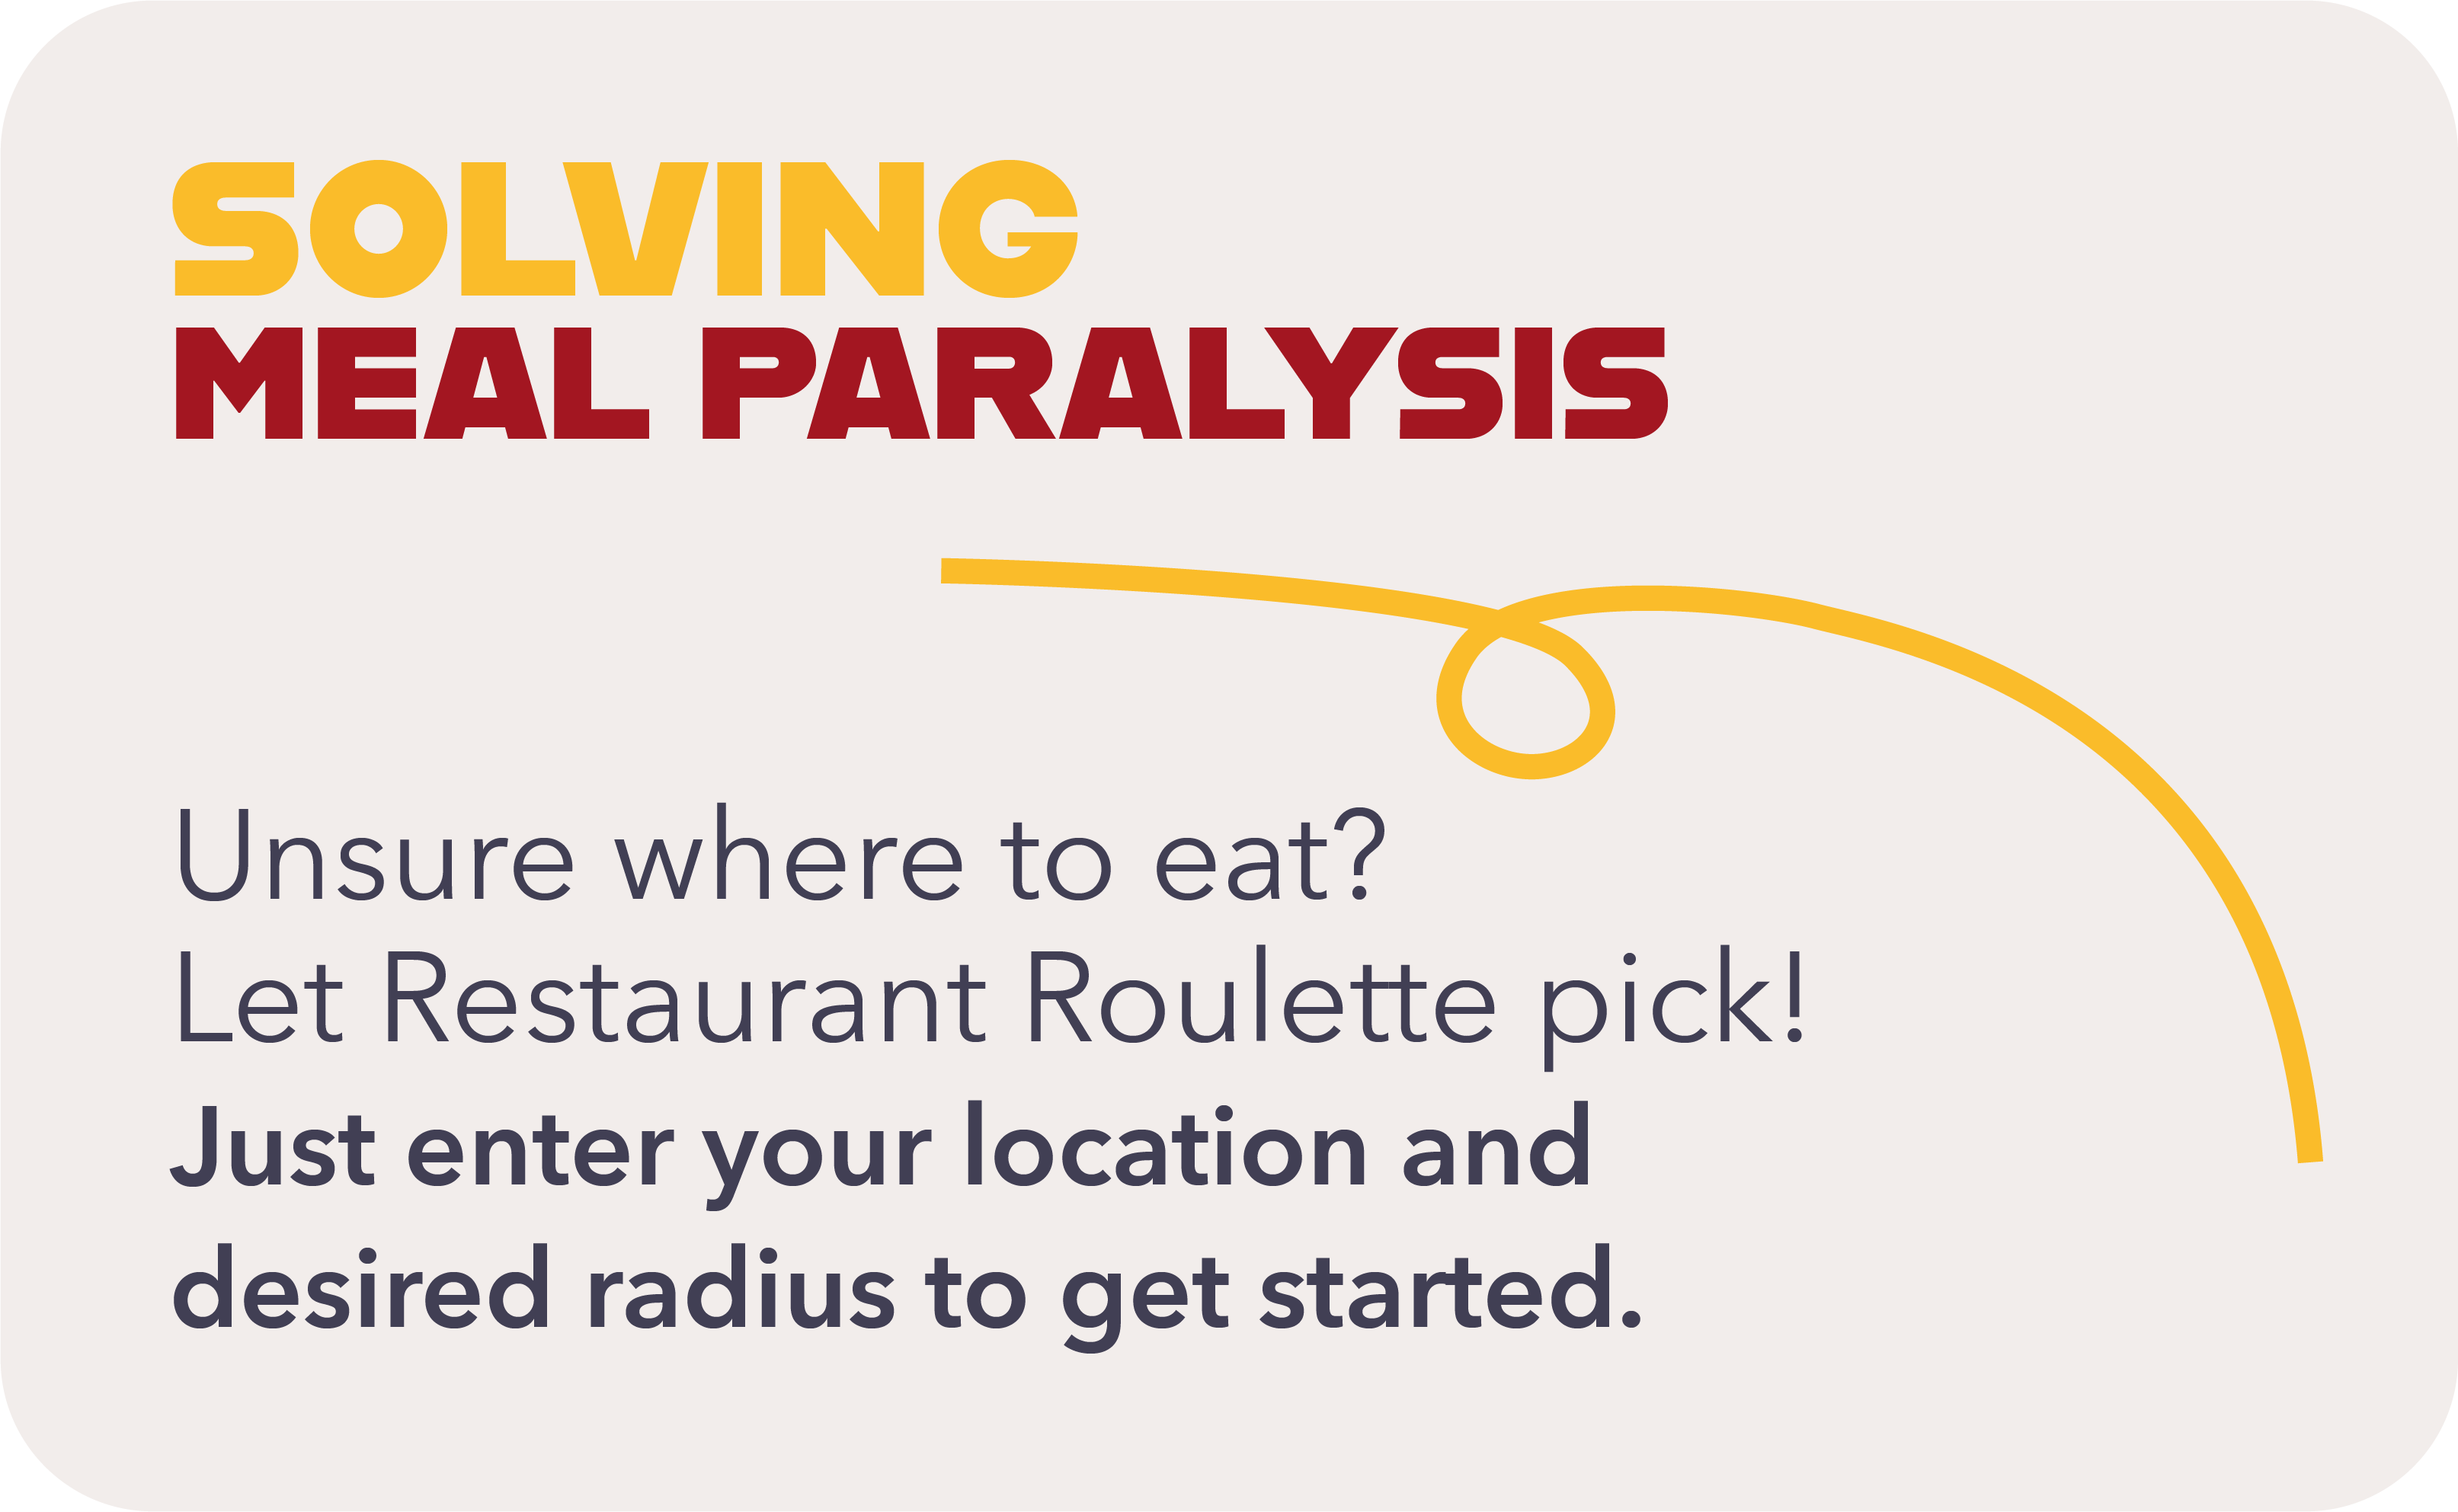 SOLVING
MEAL PARALYSIS
Unsure where to eat?
Let Restaurant Roulette pick!
Just enter your location and
desired radius to get started.